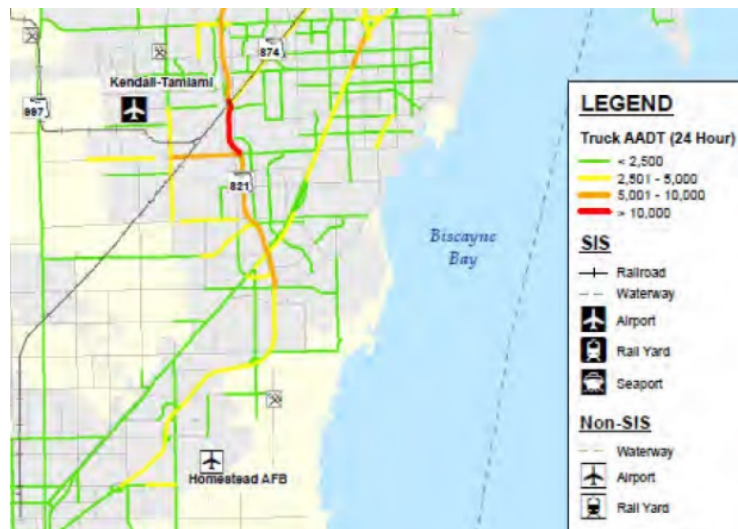 874
Kendall-Tamiami
997
821
Biscayne
Bay
Homestead AFB
LEGEND
Truck AADT (24 Hour)
< 2,500
2,501 - 5,000
5,001 - 10,000
> 10,000
SIS
Railroad
Waterway
Airport
Rail Yard
Seaport
Non-SIS
Waterway
Airport
Rail Yard